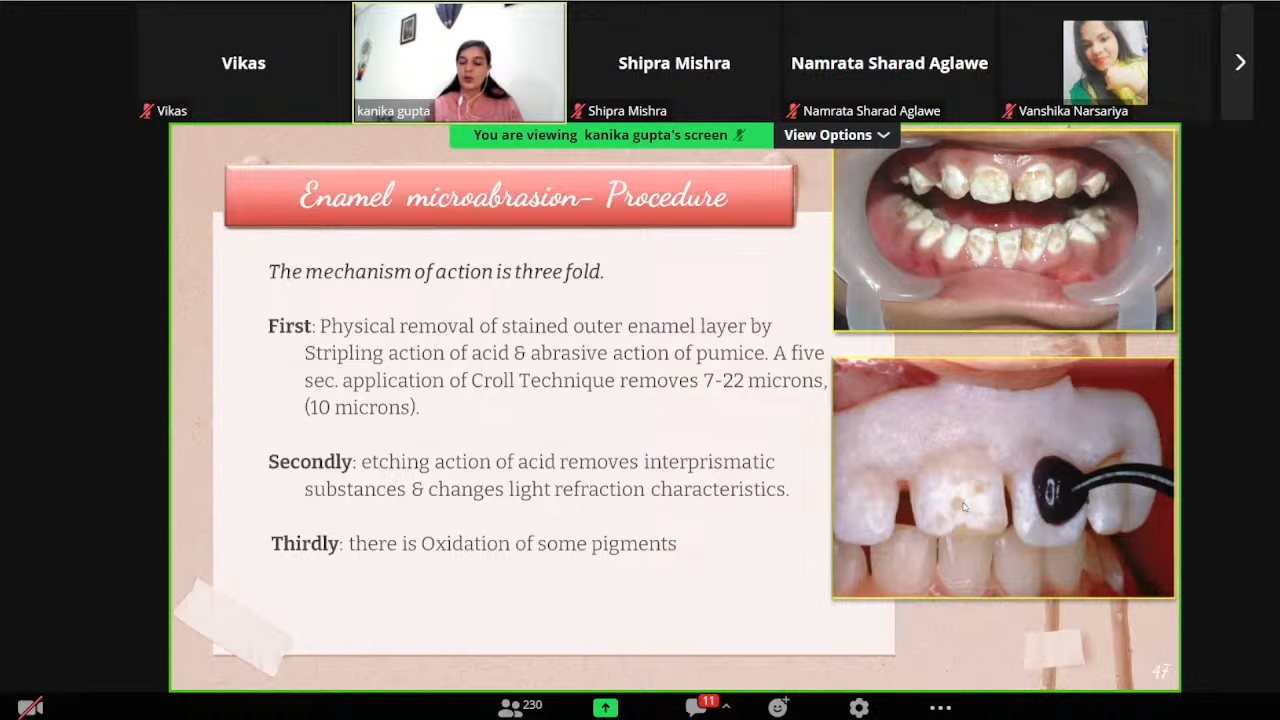 Vikas
Shipra Mishra
Namrata Sharad Aglawe
Vikas
kanika gupta
Shipra Mishra
Namrata Sharad Aglawe
Vanshika Narsariya
You are viewing kanika gupta's screen
View Options
Enamel microabrasion- Procedure
The mechanism of action is three fold.
First: Physical removal of stained outer enamel layer by
Stripling action of acid & abrasive action of pumice. A five
sec. application of Croll Technique removes 7-22 microns,
(10 microns).
Secondly: etching action of acid removes interprismatic
substances & changes light refraction characteristics.
Thirdly: there is Oxidation of some pigments
47
230
11